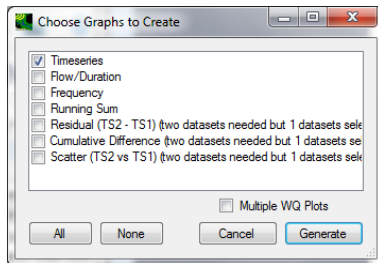 Choose Graphs to Create
Timeseries
Flow/Duration
Frequency
Running Sum
Residual (TS2 - TS1) (two datasets needed but 1 datasets sele
Cumulative Difference (TS2 - TS1) (two datasets needed but 1 datasets se
Scatter (TS2 vs TS1) (two datasets needed but 1 datasets sele
Multiple WQ Plots
All None Cancel Generate